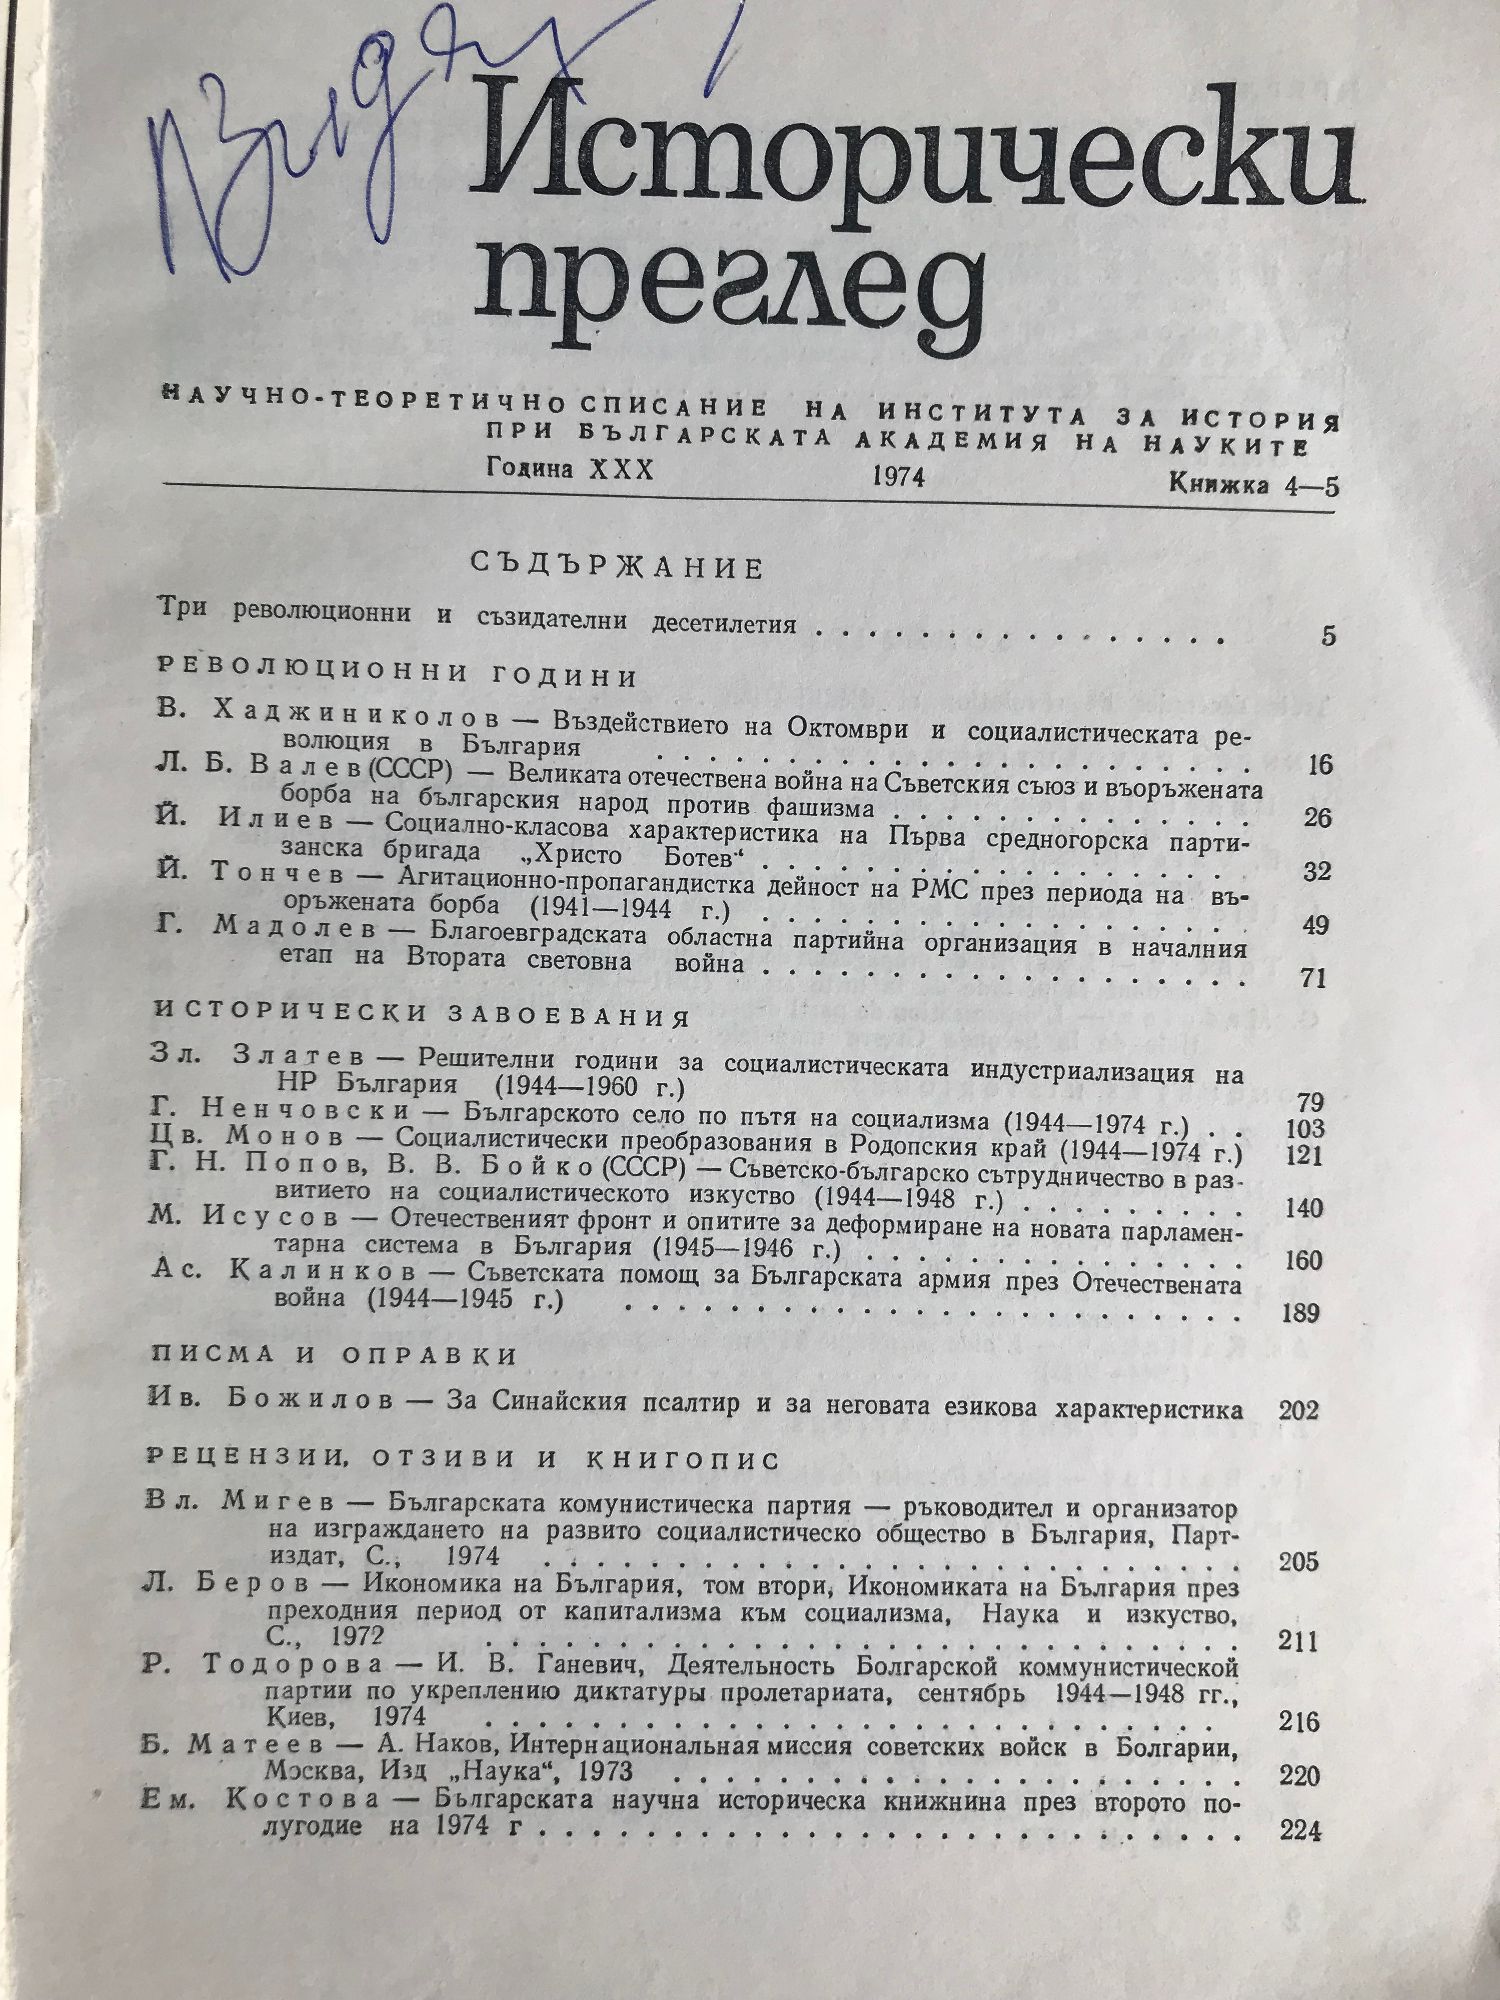 Исторически
преглед
НАУЧНО-ТЕОРЕТИЧНО СПИСАНИЕ НА ИНСТИТУТА ЗА ИСТОРИЯ
ПРИ БЪЛГАРСКАТА АКАДЕМИЯ НА НАУКИТЕ
Година XXX 1974 Книжка 4—5
СЪДЪРЖАНИЕ
Три революционни и съзидателни десетилетия . . . . . . . . . . . . . . . . 5
РЕВОЛЮЦИОННИ ГОДИНИ
В. Хаджиниколов — Въздействието на Октомври и социалистическата ре-
волюция в България . . . . . . . . . . . . . . . . . . . . . . 16
Л. Б. Валев (СССР) — Великата отечествена война на Съветския съюз и въоръжената
борба на българския народ против фашизма . . . . . . . . . . . . . . 26
Й. Илиев — Социално-класова характеристика на Първа средногорска парти-
занска бригада „Христо Ботев“ . . . . . . . . . . . . . . . . . . 32
Й. Тончев — Агитационно-пропагандистка дейност на РМС през периода на въ-
оръжената борба (1941—1944 г.) . . . . . . . . . . . . . . . . . . 49
Г. Мадолев — Благоевградската областна партийна организация в началния
етап на Втората световна война . . . . . . . . . . . . . . . . . . 71
ИСТОРИЧЕСКИ ЗАВОЕВАНИЯ
Зл. Златев — Решителни години за социалистическата индустриализация на
НР България (1944—1960 г.) 79
Г. Ненчовски — Българското село по пътя на социализма (1944—1974 г.) . . 103
Цв. Монов — Социалистически преобразования в Родопския край (1944—1974 г.) 121
Г. Н. Попов, В. В. Бойко (СССР) — Съветско-българско сътрудничество в раз-
витието на социалистическото изкуство (1944—1948 г.) . . . . . . . . . 140
М. Исусов — Отечественият фронт и опитите за деформиране на новата парламен-
тарна система в България (1945—1946 г.) . . . . . . . . . . . . . . 160
Ас. Калинков — Съветската помощ за Българската армия през Отечествената
война (1944—1945 г.) . . . . . . . . . . . . . . . . . . . . . . . 189
ПИСМА И ОПРАВКИ
Ив. Божилов — За Синайския псалтир и за неговата езикова характеристика 202
РЕЦЕНЗИИ, ОТЗИВИ И КНИГОПИС
Вл. Мигев — Българската комунистическа партия — ръководител и организатор
на изграждането на развито социалистическо общество в България, Парт-
издат, С., 1974 . . . . . . . . . . . . . . . . . . . . . . . . . . 205
Л. Беров — Икономика на България, том втори, Икономиката на България през
преходния период от капитализма към социализма, Наука и изкуство,
С., 1972 . . . . . . . . . . . . . . . . . . . . . . . . . . . . 211
Р. Тодорова — И. В. Ганевич, Деятельность Болгарской коммунистической
партии по укреплению диктатуры пролетариата, сентябрь 1944—1948 гг.,
Киев, 1974 . . . . . . . . . . . . . . . . . . . . . . . . . . . 216
Б. Матеев — А. Наков, Интернациональная миссия советских войск в Болгарии,
Москва, Изд „Наука“, 1973 . . . . . . . . . . . . . . . . . . . . . 220
Ем. Костова — Българската научна историческа книжнина през второто по-
лугодие на 1974 г . . . . . . . . . . . . . . . . . . . . . . . . . . 224